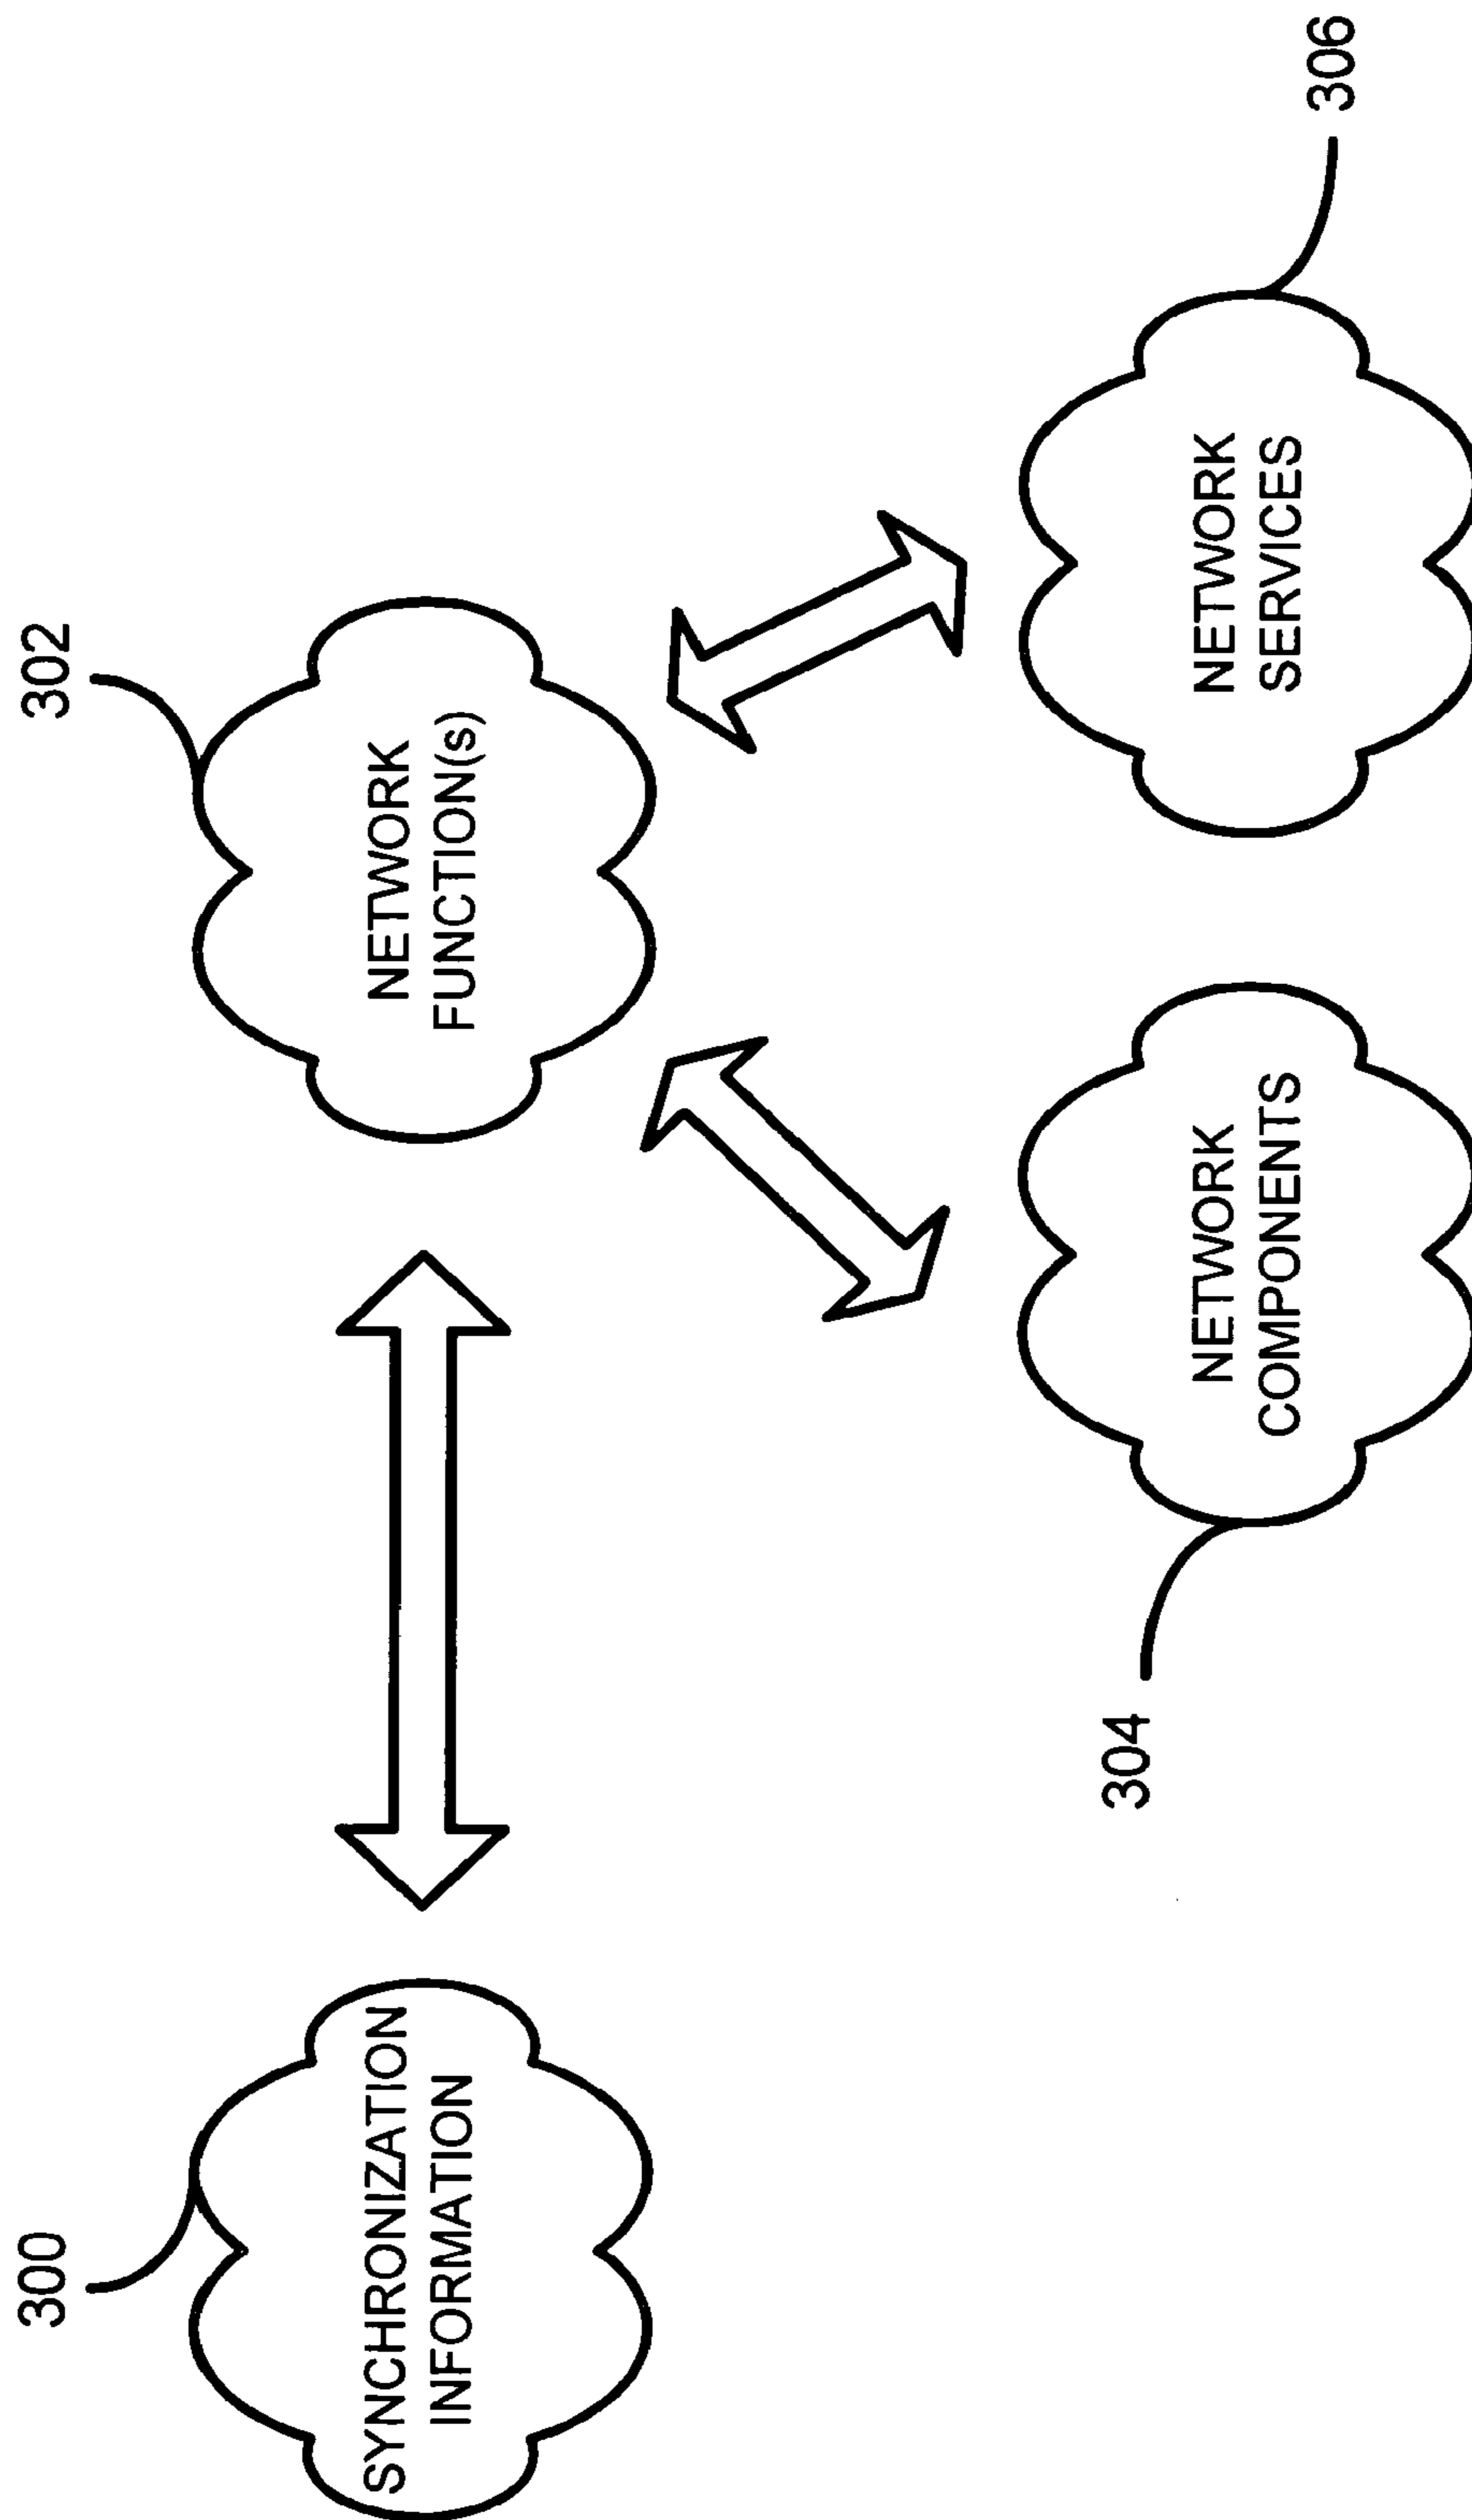 300
SYNCHRONIZATION
INFORMATION
302
NETWORK
FUNCTION(s)
304
NETWORK
COMPONENTS
306
NETWORK
SERVICES